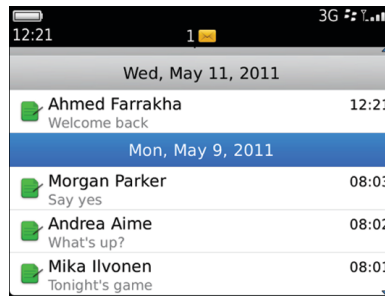 3G
12:21
1
Wed, May 11, 2011
Ahmed Farrakha
12:21
Welcome back
Mon, May 9, 2011
Morgan Parker
08:03
Say yes
Andrea Aime
08:02
What's up?
Mika Ilvonen
08:01
Tonight's game